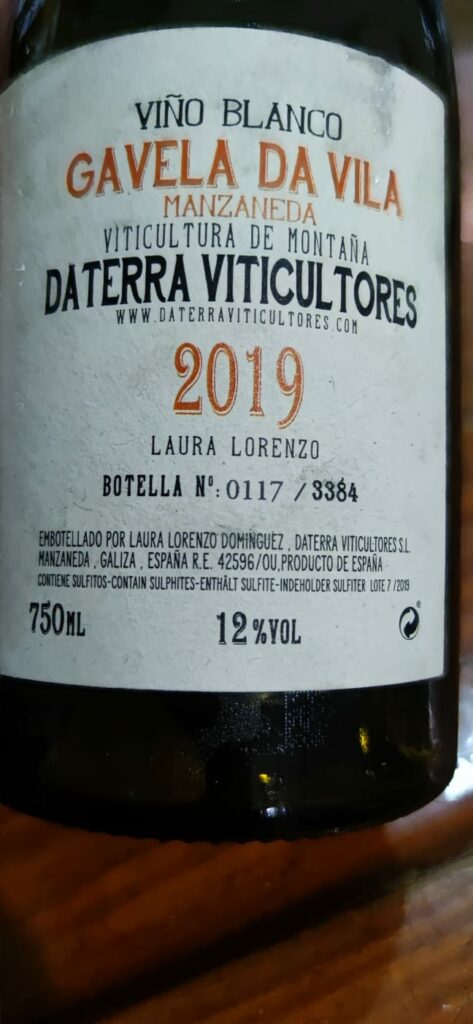 VIÑO BLANCO
GAVELA DA VILA
MANZANEDA
VITICULTURA DE MONTAÑA
DATERRA VITICULTORES
WWW.DATERRAVITICULTORES.COM
2019
LAURA LORENZO
BOTELLA Nº: 0117 / 3384
EMBOTELLADO POR LAURA LORENZO DOMÍNGUEZ , DATERRA VITICULTORES S.L
MANZANEDA , GALIZA , ESPAÑA R.E. 42596/OU,PRODUCTO DE ESPAÑA
CONTIENE SULFITOS-CONTAIN SULPHITES-ENTHÄLT SULFITE-INDEHOLDER SULFITER LOTE 7 /2019
750ML 12%VOL